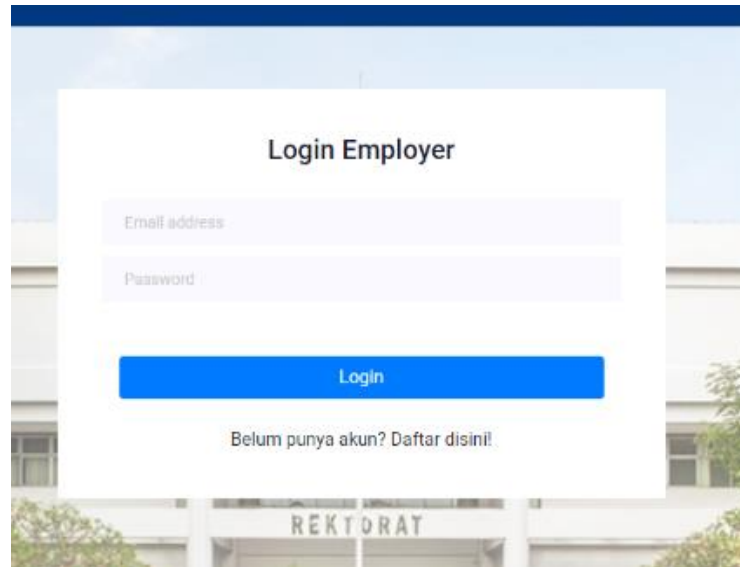 Login Employer
Email address
Password
Login
Belum punya akun? Daftar disini!
REKTORAT